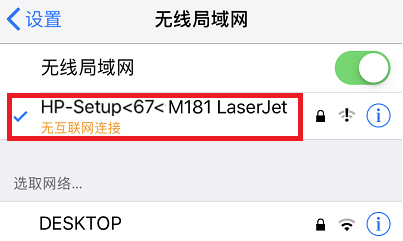 设置
无线局域网
无线局域网
HP-Setup<67< M181 LaserJet
无互联网连接
选取网络...
DESKTOP